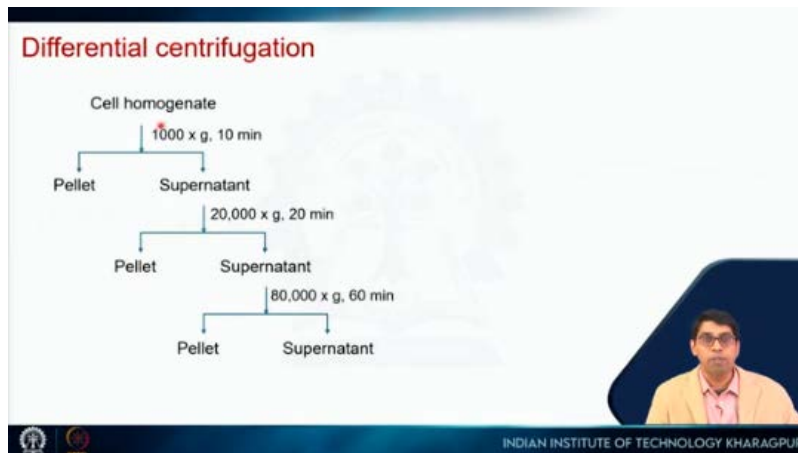 Differential centrifugation
Cell homogenate
1000 x g, 10 min
Pellet
Supernatant
20,000 x g, 20 min
Pellet
Supernatant
80,000 x g, 60 min
Pellet
Supernatant
INDIAN INSTITUTE OF TECHNOLOGY KHARAGPUR